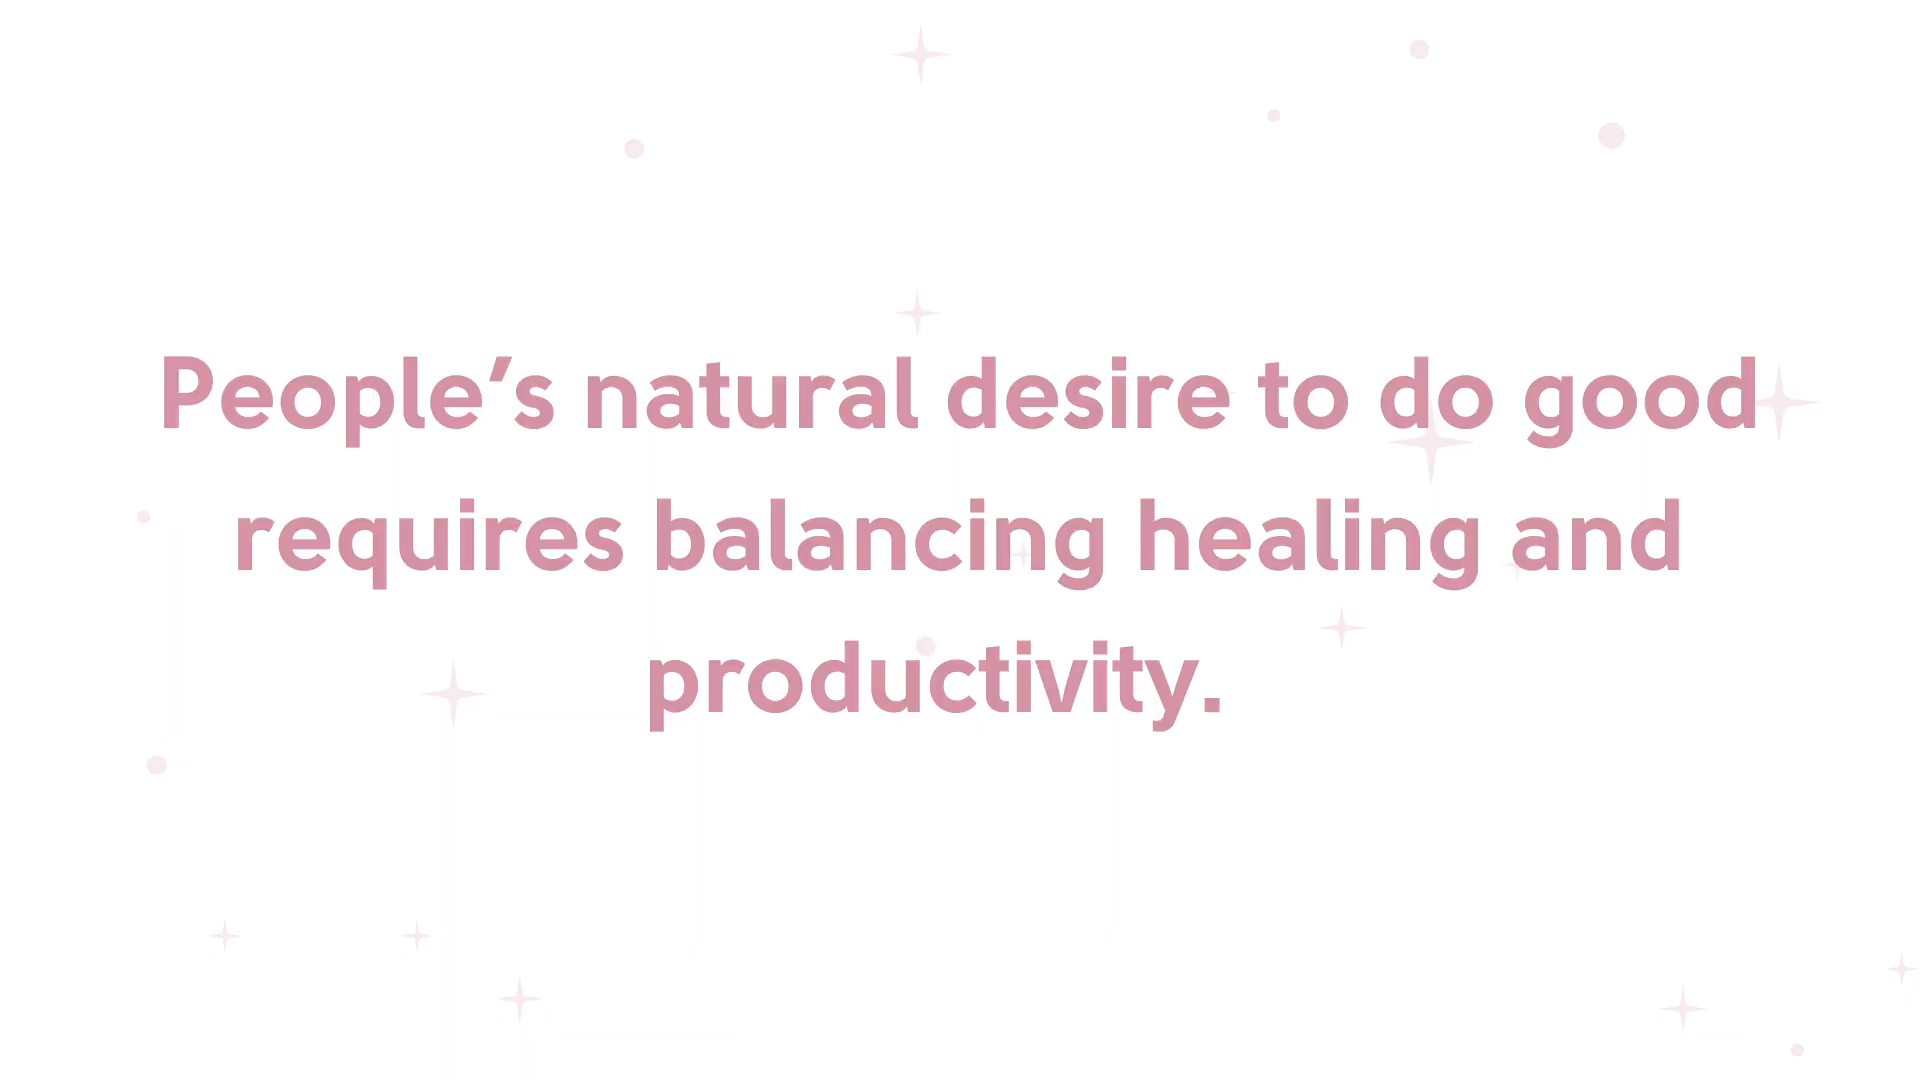 People’s natural desire to do good
requires balancing healing and
productivity.